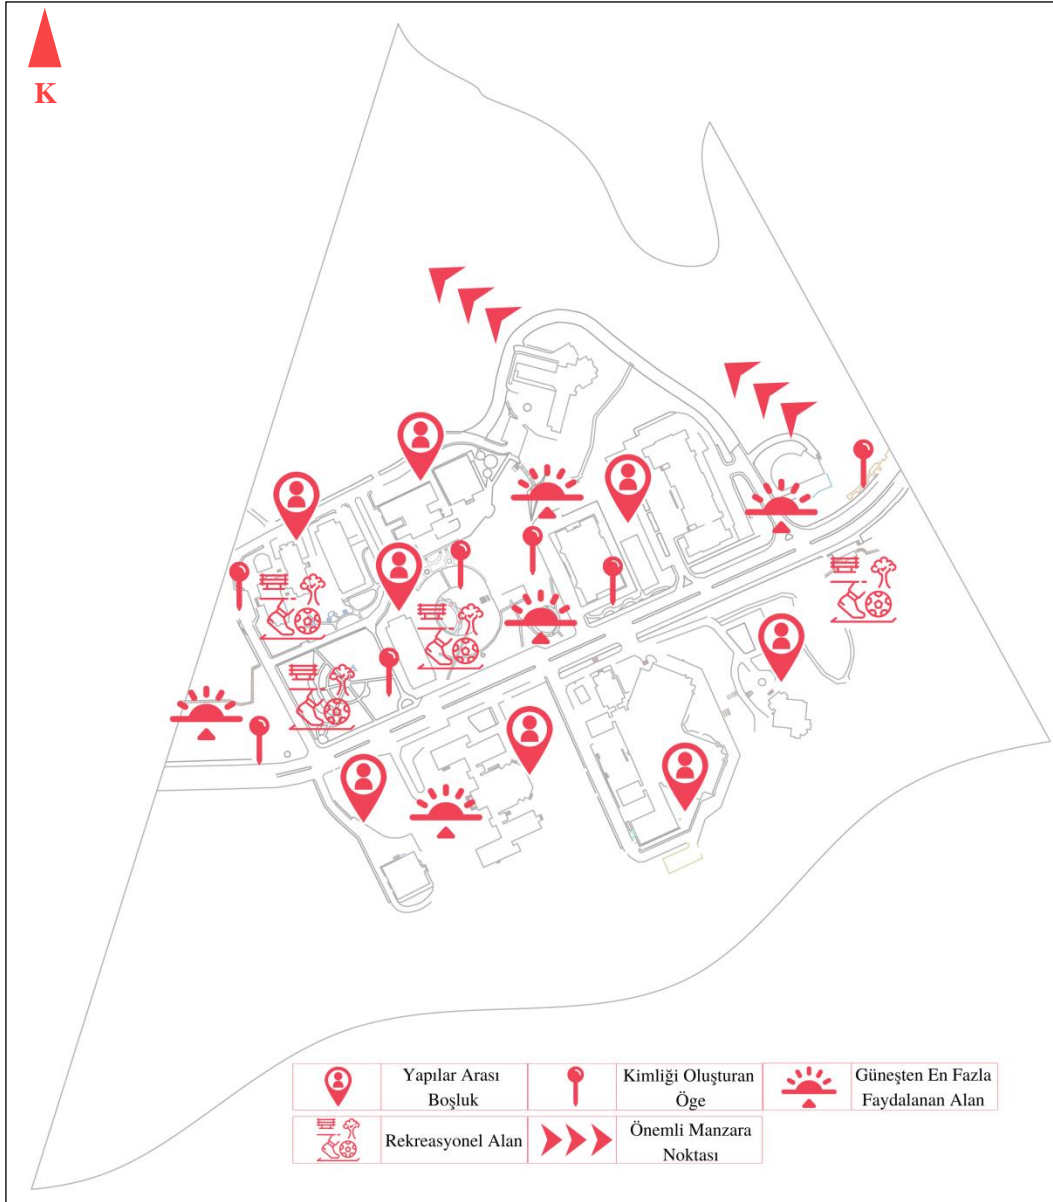 K
Yapılar Arası
Boşluk
Kimliği Oluşturan
Öge
Güneşten En Fazla
Faydalanan Alan
Rekreasyonel Alan
Önemli Manzara
Noktası